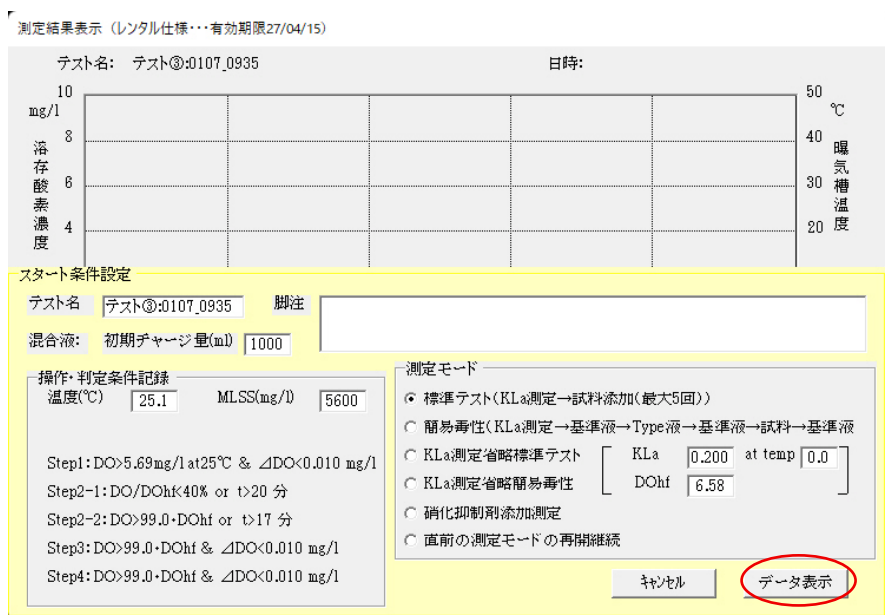 測定結果表示（レンタル仕様・・・有効期限27/04/15）
テスト名： テスト③:0107_0935 日時：
10 50
mg/l ℃
8 40
6 30
4 20
溶存酸素濃度
曝気槽温度
スタート条件設定
テスト名 テスト③:0107_0935 脚注
混合液： 初期チャージ量(ml) 1000
操作・判定条件記録
温度(℃) 25.1 MLSS(mg/l) 5600
Step1:DO>5.69mg/l at25℃ & ⊿DO<0.010 mg/l
Step2-1:DO/DOhf<40% or t>20 分
Step2-2:DO>99.0・DOhf or t>17 分
Step3:DO>99.0・DOhf & ⊿DO<0.010 mg/l
Step4:DO>99.0・DOhf & ⊿DO<0.010 mg/l
測定モード
標準テスト(KLa測定→試料添加(最大5回))
簡易毒性(KLa測定→基準液→Type液→基準液→試料→基準液
KLa測定省略標準テスト KLa 0.200 at temp 0.0
KLa測定省略簡易毒性 DOhf 6.58
硝化抑制剤添加測定
直前の測定モードの再開継続
キャンセル データ表示